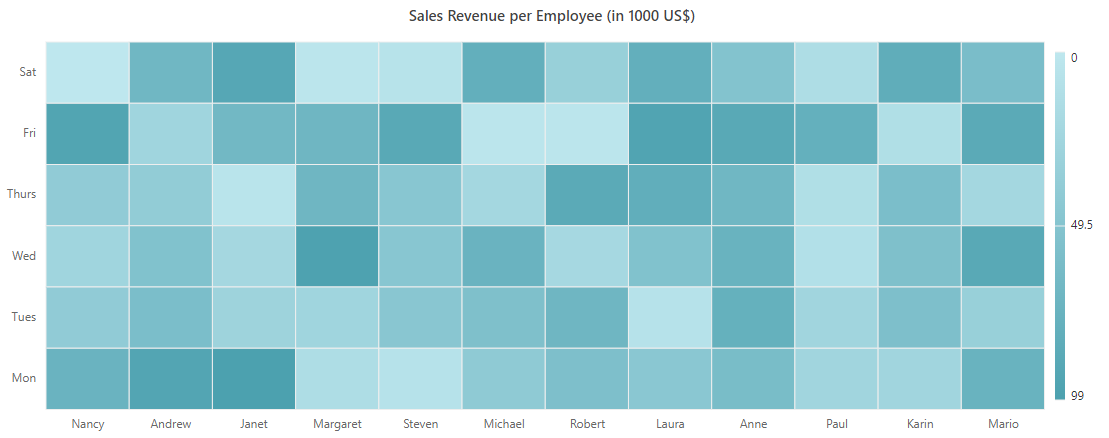 Sales Revenue per Employee (in 1000 US$)
Sat
Fri
Thurs
Wed
Tues
Mon
Nancy Andrew Janet Margaret Steven Michael Robert Laura Anne Paul Karin Mario
0
49.5
99